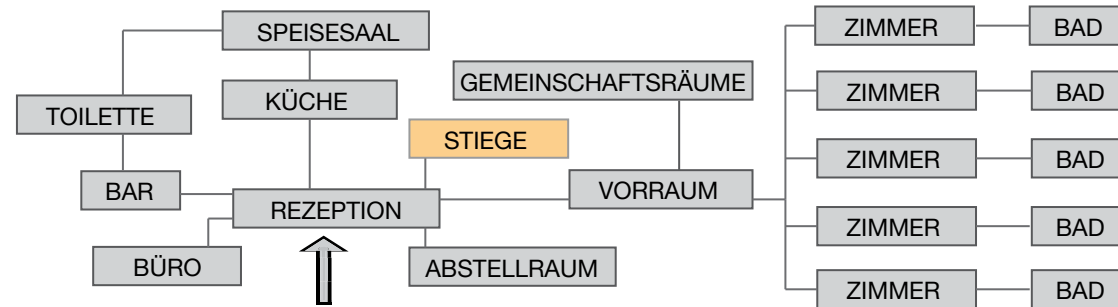 SPEISESAAL
KÜCHE
TOILETTE
BAR
BÜRO
REZEPTION
STIEGE
ABSTELLRAUM
GEMEINSCHAFTSRÄUME
VORRAUM
ZIMMER BAD
ZIMMER BAD
ZIMMER BAD
ZIMMER BAD
ZIMMER BAD